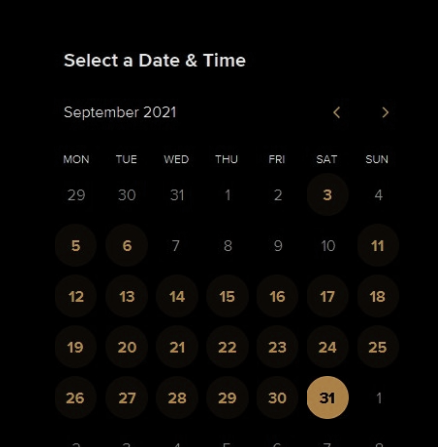 Select a Date & Time
September 2021
MON TUE WED THU FRI SAT SUN
29 30 31 1 2 3 4
5 6 7 8 9 10 11
12 13 14 15 16 17 18
19 20 21 22 23 24 25
26 27 28 29 30 31 1